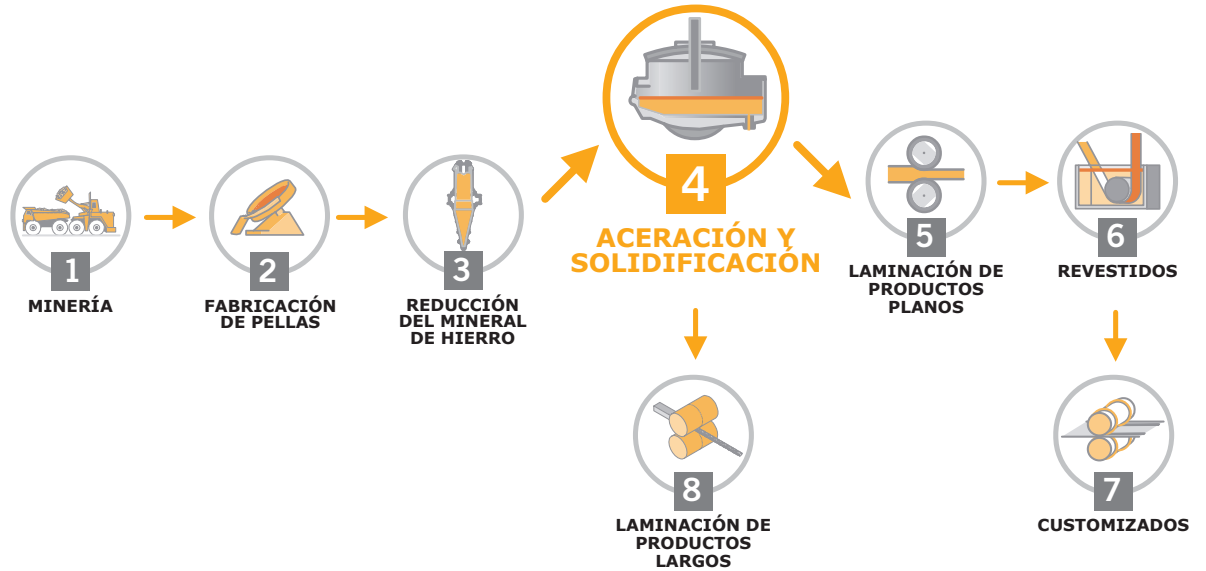 1
MINERÍA
2
FABRICACIÓN
DE PELLAS
3
REDUCCIÓN
DEL MINERAL
DE HIERRO
4
ACERACIÓN Y
SOLIDIFICACIÓN
5
LAMINACIÓN DE
PRODUCTOS
PLANOS
6
REVESTIDOS
7
CUSTOMIZADOS
8
LAMINACIÓN DE
PRODUCTOS
LARGOS